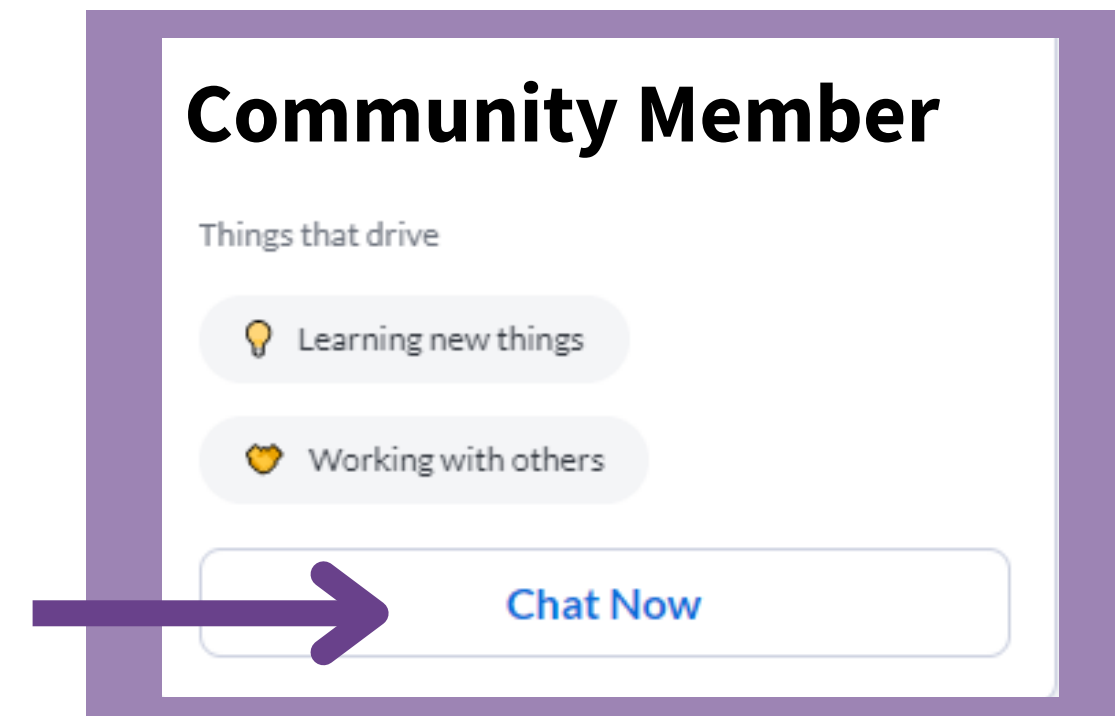 Community Member
Things that drive
Learning new things
Working with others
Chat Now